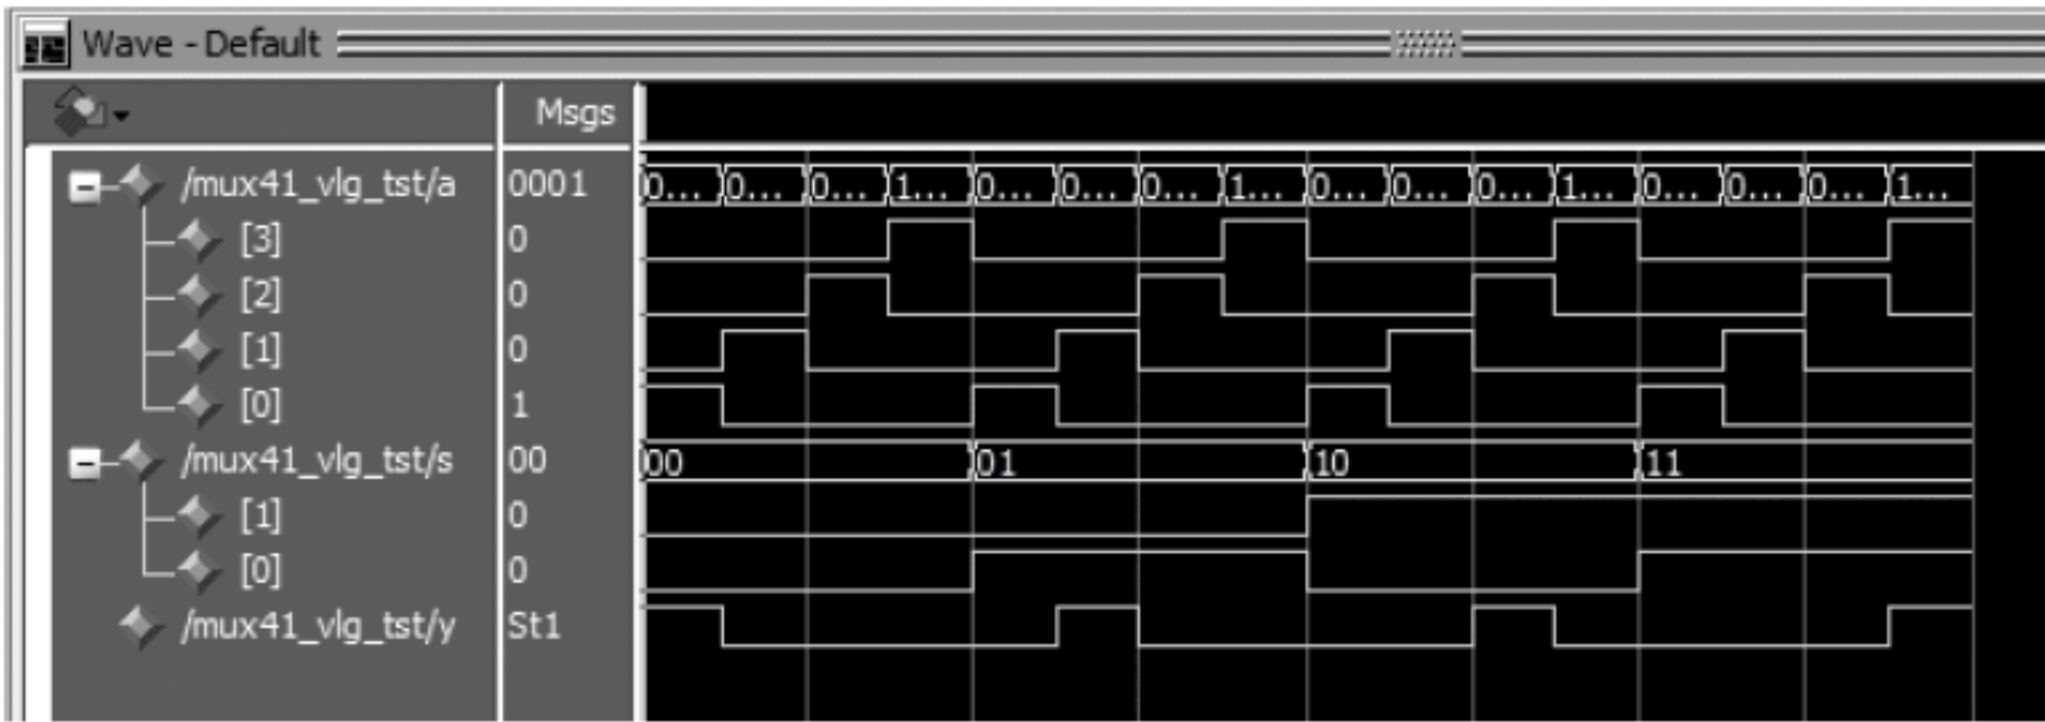 Wave - Default
Msgs
/mux41_vlg_tst/a 0001 0... 0... 0... 1... 0... 0... 0... 1... 0... 0... 0... 1... 0... 0... 0... 1...
[3] 0
[2] 0
[1] 0
[0] 1
/mux41_vlg_tst/s 00 00 01 10 11
[1] 0
[0] 0
/mux41_vlg_tst/y St1